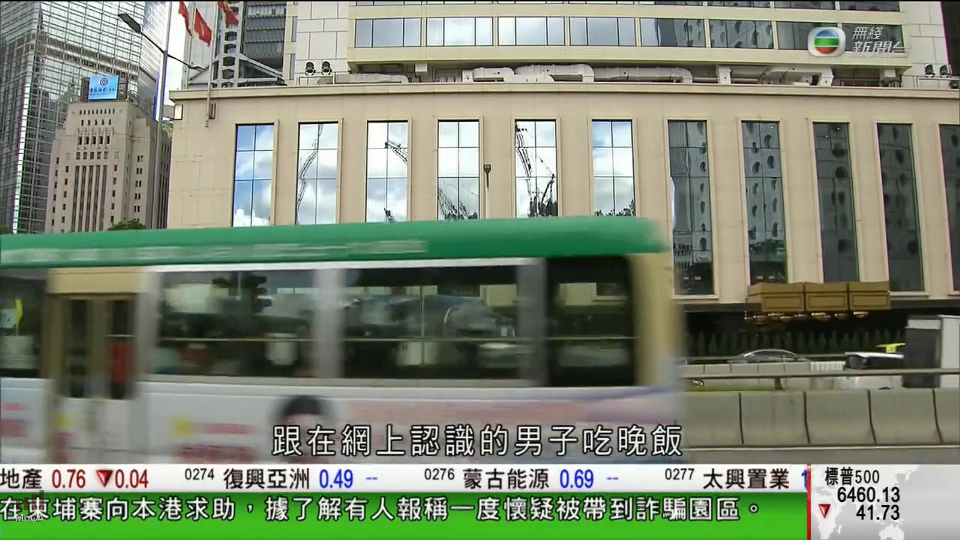 無綫
新聞台
跟在網上認識的男子吃晚飯
地產 0.76 ▼0.04 0274 復興亞洲 0.49 -- 0276 蒙古能源 0.69 -- 0277 太興置業
在柬埔寨向本港求助，據了解有人報稱一度懷疑被帶到詐騙園區。
標普500
6460.13
▼ 41.73